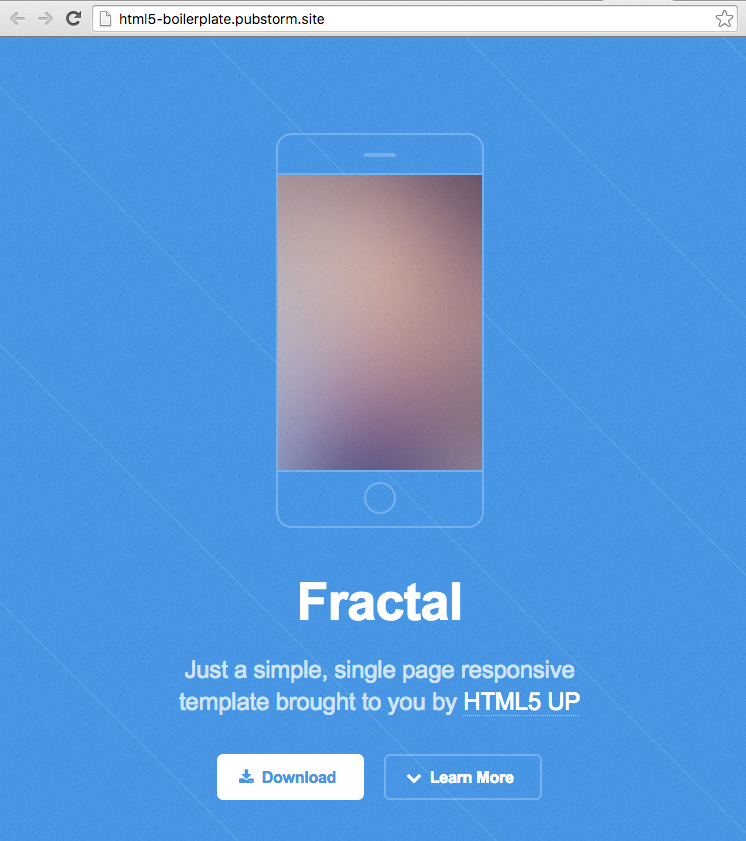 html5-boilerplate.pubstorm.site
Fractal
Just a simple, single page responsive
template brought to you by HTML5 UP
Download
Learn More